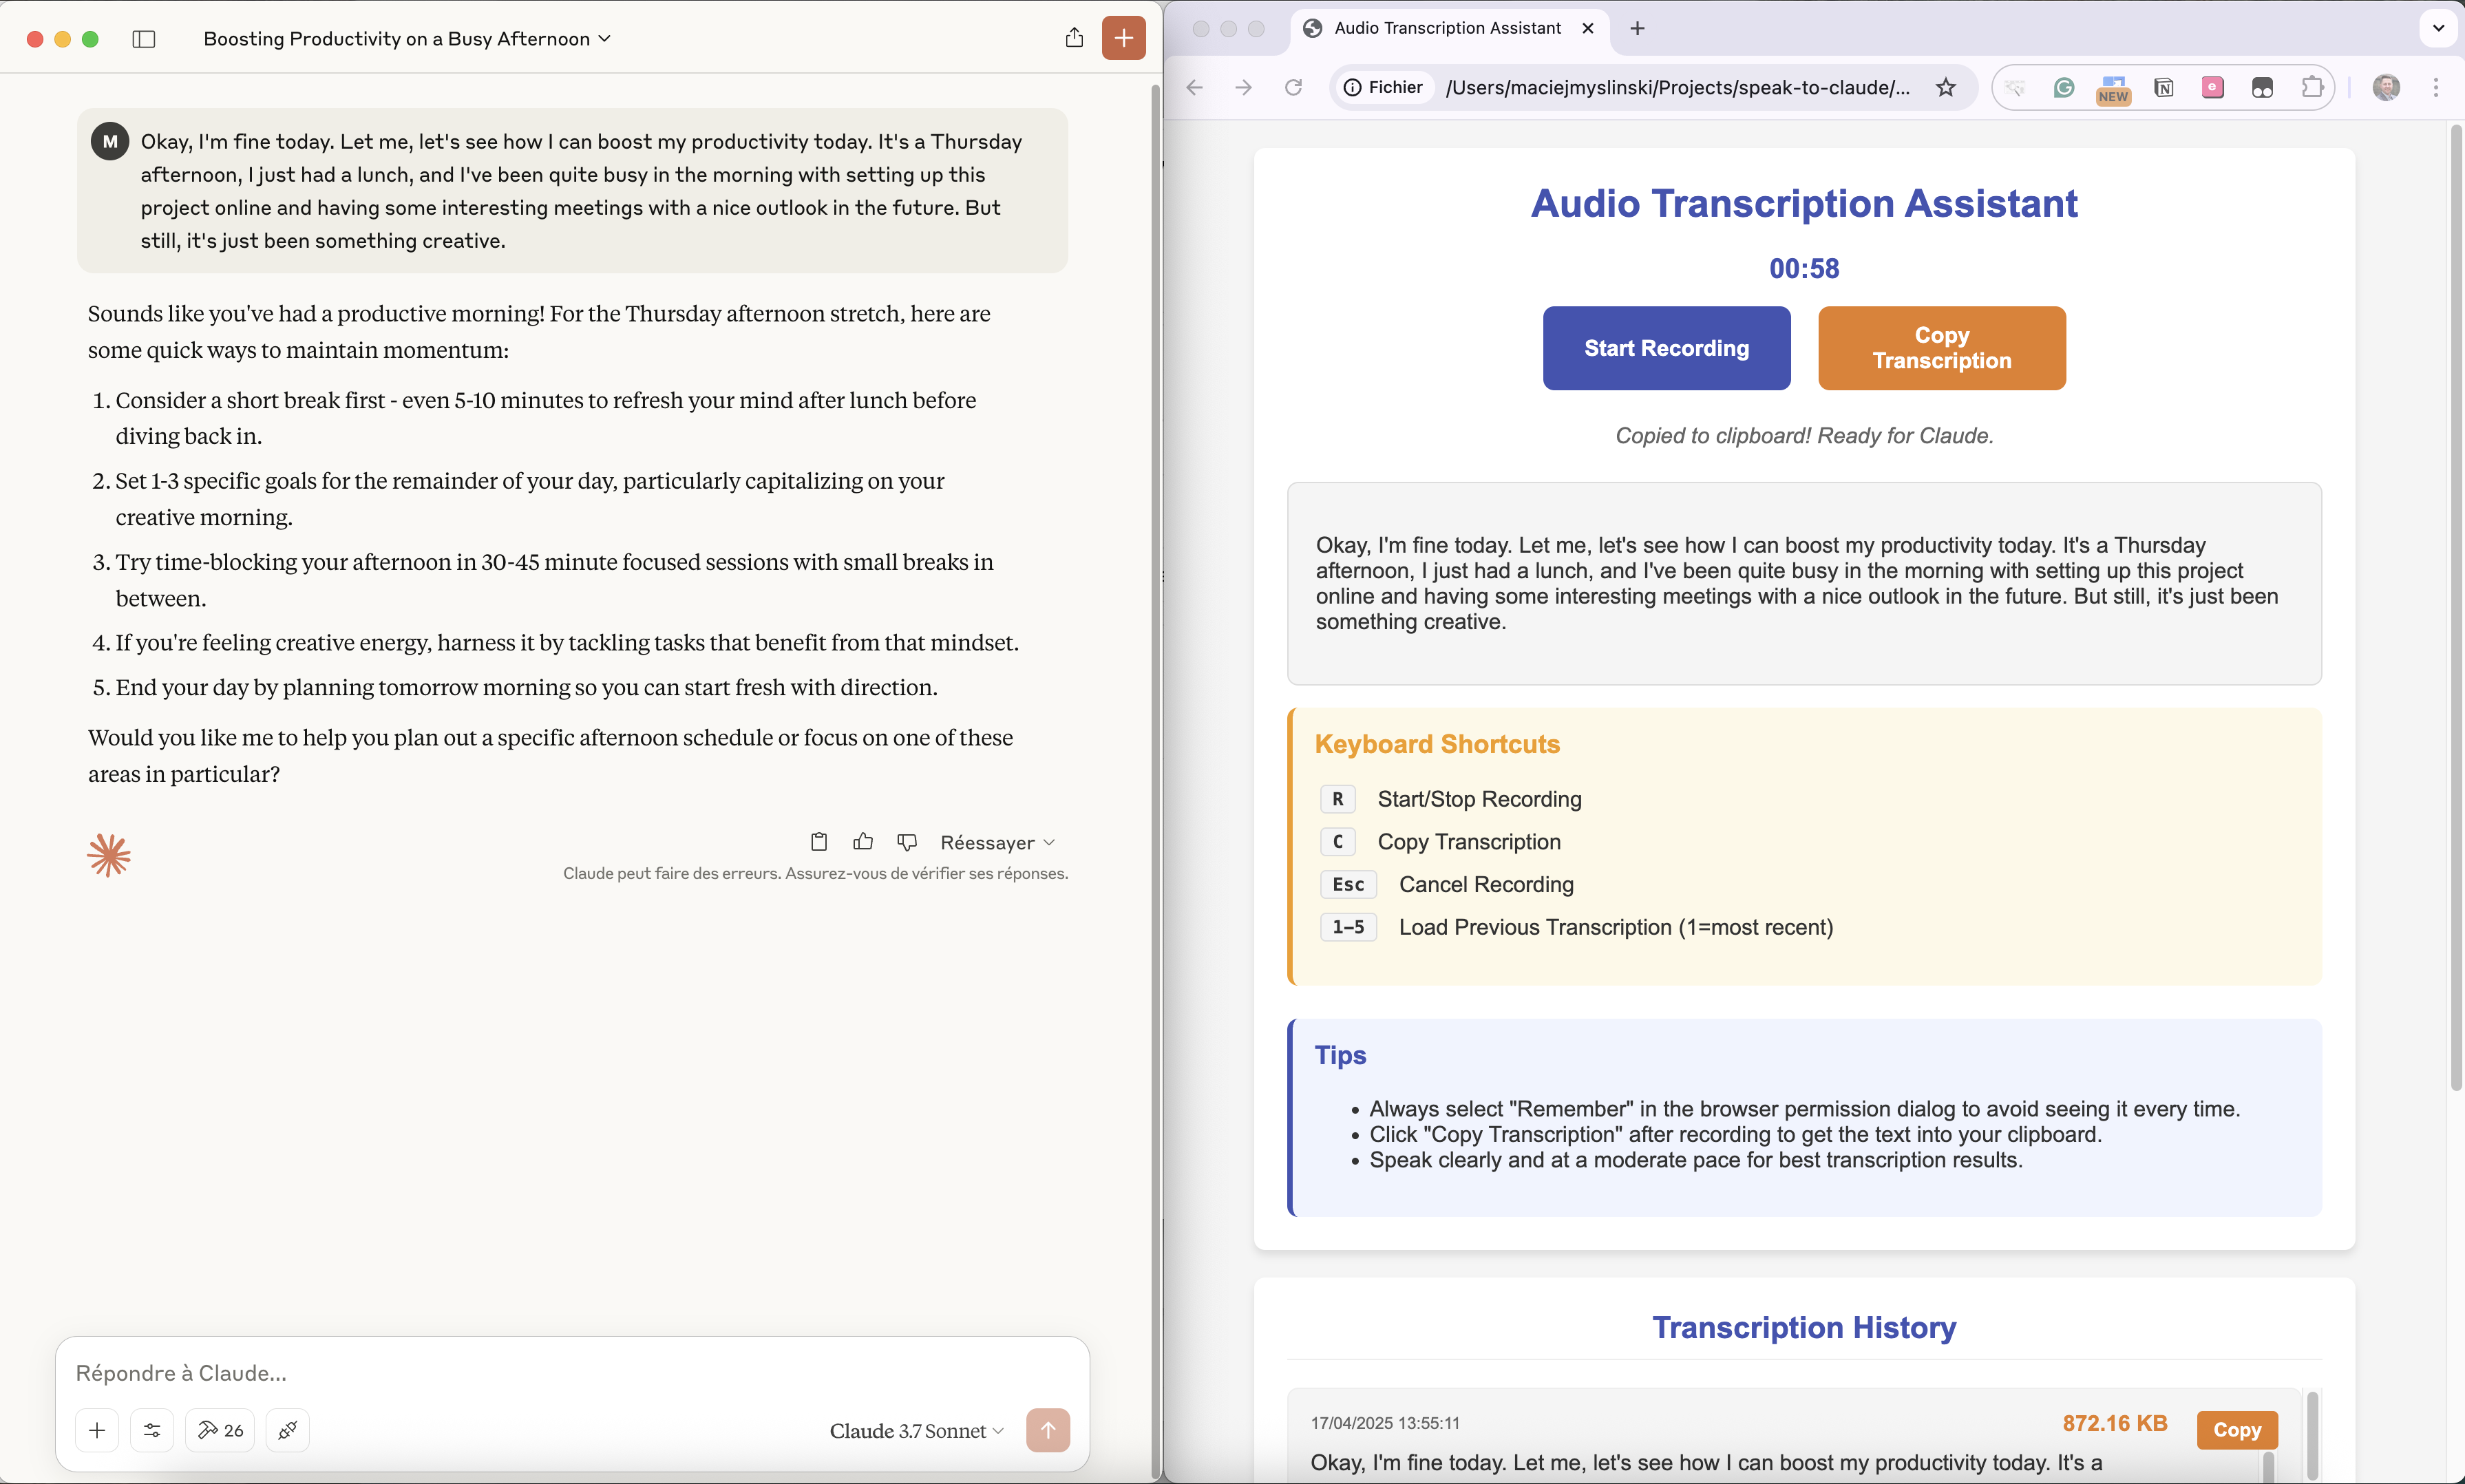 Boosting Productivity on a Busy Afternoon
M
Okay, I'm fine today. Let me, let's see how I can boost my productivity today. It's a Thursday
afternoon, I just had a lunch, and I've been quite busy in the morning with setting up this
project online and having some interesting meetings with a nice outlook in the future. But
still, it's just been something creative.
Sounds like you've had a productive morning! For the Thursday afternoon stretch, here are
some quick ways to maintain momentum:
1. Consider a short break first - even 5-10 minutes to refresh your mind after lunch before
diving back in.
2. Set 1-3 specific goals for the remainder of your day, particularly capitalizing on your
creative morning.
3. Try time-blocking your afternoon in 30-45 minute focused sessions with small breaks in
between.
4. If you're feeling creative energy, harness it by tackling tasks that benefit from that mindset.
5. End your day by planning tomorrow morning so you can start fresh with direction.
Would you like me to help you plan out a specific afternoon schedule or focus on one of these
areas in particular?
Réessayer
Claude peut faire des erreurs. Assurez-vous de vérifier ses réponses.
Répondre à Claude...
26
Claude 3.7 Sonnet
Audio Transcription Assistant
Fichier
/Users/maciejmyslinski/Projects/speak-to-claude/...
NEW
Audio Transcription Assistant
00:58
Start Recording
Copy
Transcription
Copied to clipboard! Ready for Claude.
Okay, I'm fine today. Let me, let's see how I can boost my productivity today. It's a Thursday
afternoon, I just had a lunch, and I've been quite busy in the morning with setting up this project
online and having some interesting meetings with a nice outlook in the future. But still, it's just been
something creative.
Keyboard Shortcuts
R Start/Stop Recording
C Copy Transcription
Esc Cancel Recording
1–5 Load Previous Transcription (1=most recent)
Tips
• Always select "Remember" in the browser permission dialog to avoid seeing it every time.
• Click "Copy Transcription" after recording to get the text into your clipboard.
• Speak clearly and at a moderate pace for best transcription results.
Transcription History
17/04/2025 13:55:11
872.16 KB
Copy
Okay, I'm fine today. Let me, let's see how I can boost my productivity today. It's a